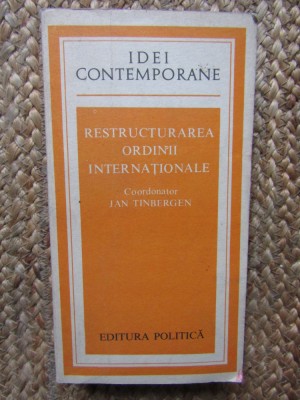 IDEI
CONTEMPORANE
RESTRUCTURAREA
ORDINII
INTERNAȚIONALE
Coordonator
JAN TINBERGEN
EDITURA POLITICĂ